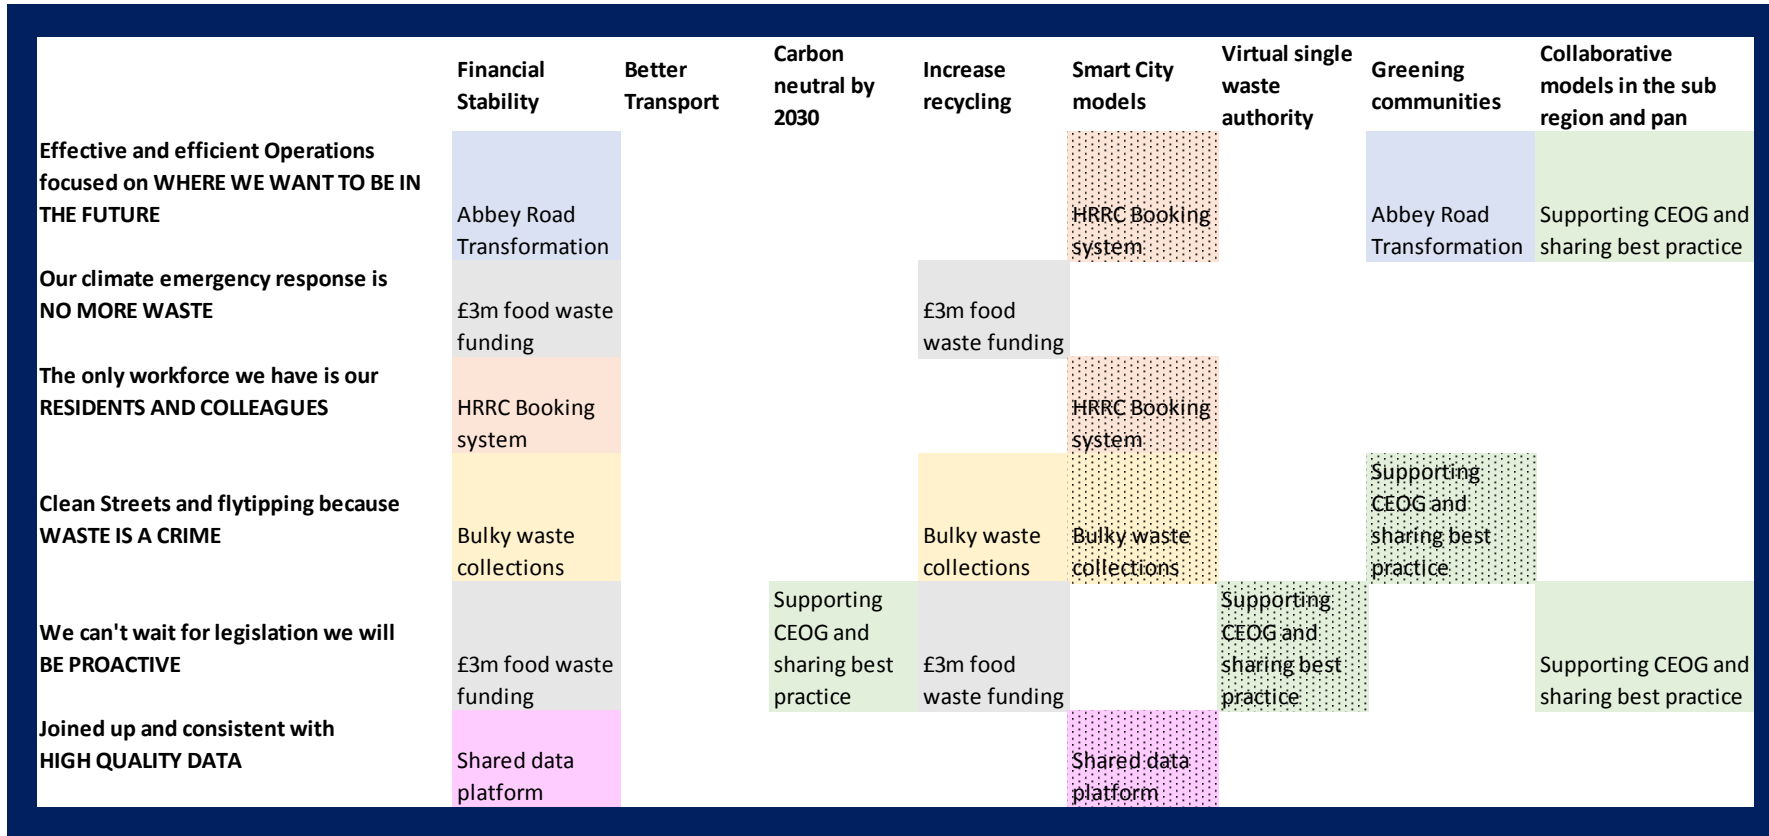 Financial
Stability
Better
Transport
Carbon
neutral by
2030
Increase
recycling
Smart City
models
Virtual single
waste
authority
Greening
communities
Collaborative
models in the sub
region and pan
Effective and efficient Operations
focused on WHERE WE WANT TO BE IN
THE FUTURE
Abbey Road
Transformation
HRRC Booking
system
Abbey Road
Transformation
Supporting CEOG and
sharing best practice
Our climate emergency response is
NO MORE WASTE
£3m food waste
funding
£3m food
waste funding
The only workforce we have is our
RESIDENTS AND COLLEAGUES
HRRC Booking
system
HRRC Booking
system
Clean Streets and flytipping because
WASTE IS A CRIME
Bulky waste
collections
Bulky waste
collections
Bulky waste
collections
Supporting
CEOG and
sharing best
practice
We can't wait for legislation we will
BE PROACTIVE
£3m food waste
funding
Supporting
CEOG and
sharing best
practice
£3m food
waste funding
Supporting
CEOG and
sharing best
practice
Supporting CEOG and
sharing best practice
Joined up and consistent with
HIGH QUALITY DATA
Shared data
platform
Shared data
platform